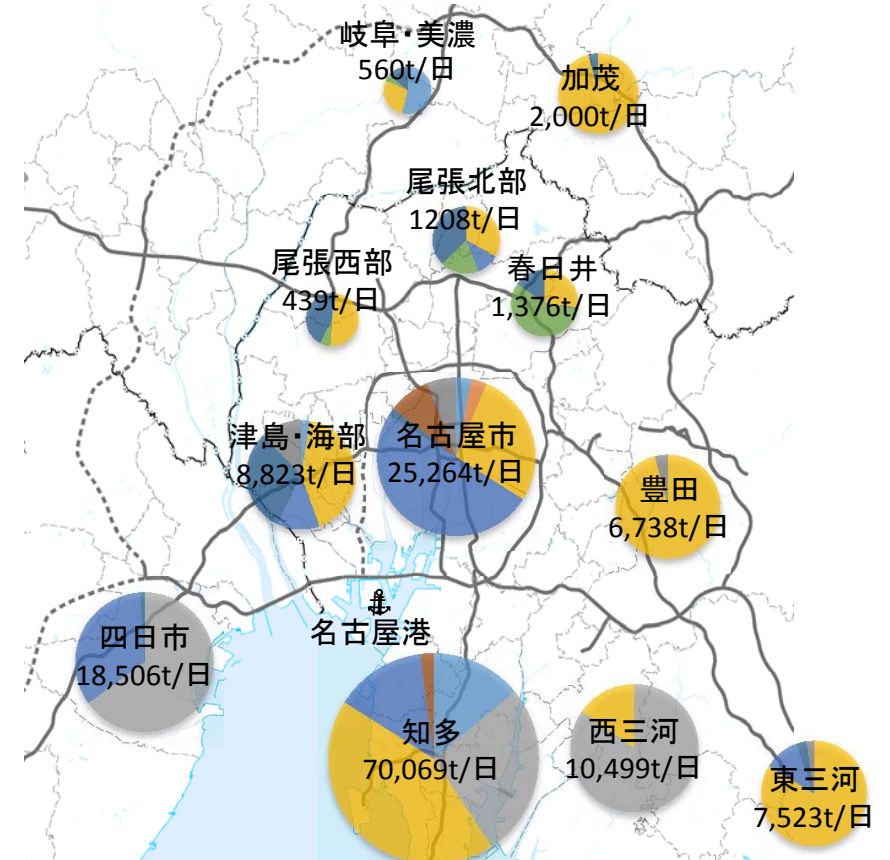 岐阜・美濃
560t/日
加茂
2,000t/日
尾張北部
1208t/日
尾張西部
439t/日
春日井
1,376t/日
津島・海部
8,823t/日
名古屋市
25,264t/日
豊田
6,738t/日
名古屋港
四日市
18,506t/日
知多
70,069t/日
西三河
10,499t/日
東三河
7,523t/日